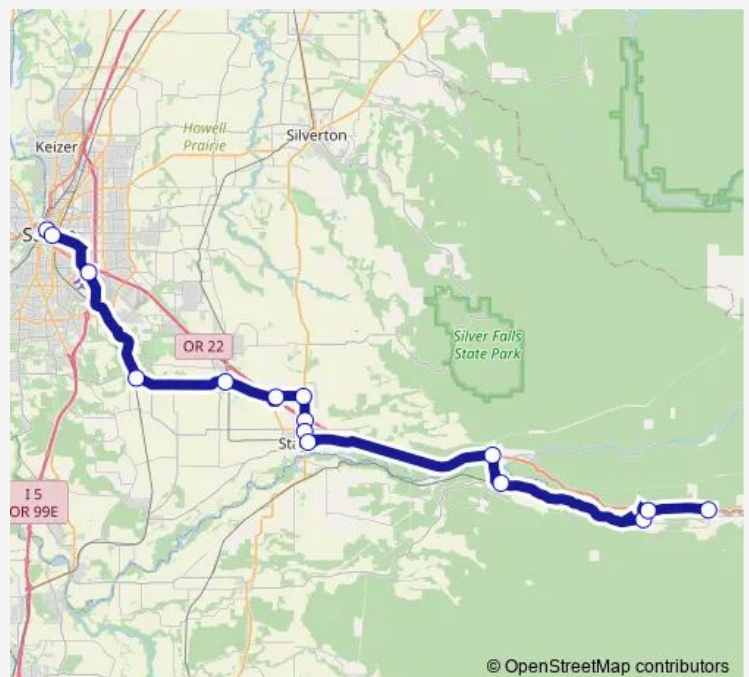 Howell
Prairie
Silverton
Keizer
OR 22
Silver Falls
State Park
I 5
OR 99E
© OpenStreetMap contributors